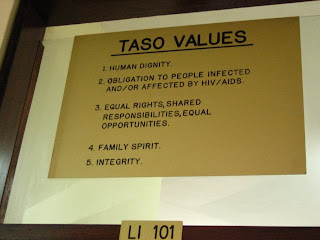 TASO VALUES
1. HUMAN DIGNITY.
2. OBLIGATION TO PEOPLE INFECTED
AND/OR AFFECTED BY HIV/AIDS.
3. EQUAL RIGHTS, SHARED
RESPONSIBILITIES, EQUAL
OPPORTUNITIES.
4. FAMILY SPIRIT.
5. INTEGRITY.
LI 101